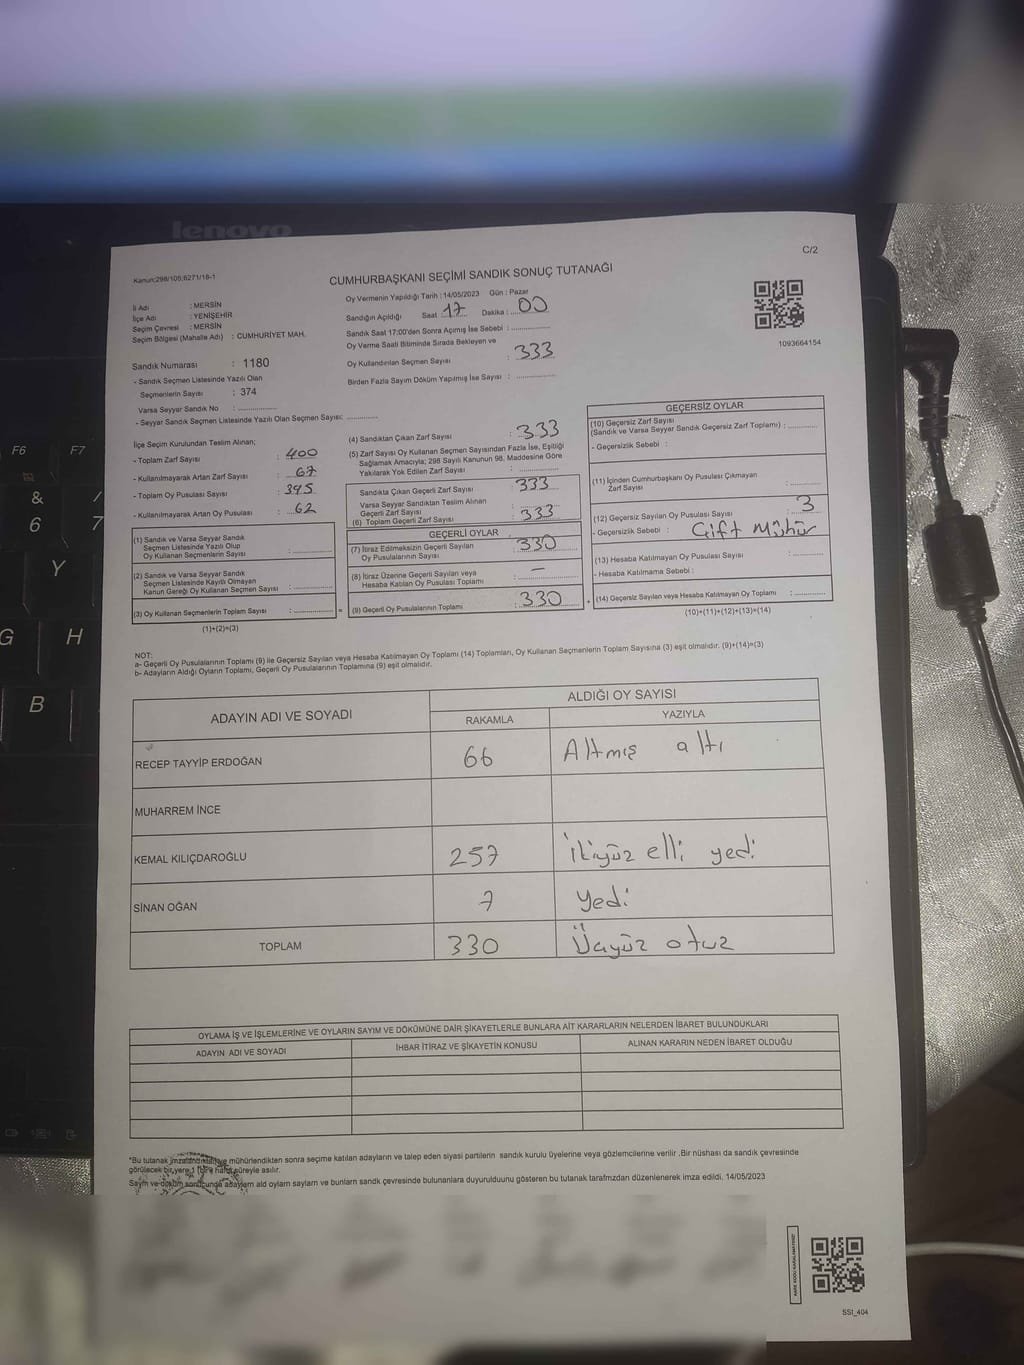 lenovo
C/2
Kanun:298/105;6271/18-1
CUMHURBAŞKANI SEÇİMİ SANDIK SONUÇ TUTANAĞI
İl Adı : MERSİN
İlçe Adı : YENİŞEHİR
Seçim Çevresi : MERSİN
Seçim Bölgesi (Mahalle Adı) : CUMHURİYET MAH.
Oy Vermenin Yapıldığı Tarih : 14/05/2023 Gün : Pazar
Sandığın Açıldığı Saat 17 Dakika : 00
Sandık Saat 17:00'den Sonra Açımış İse Sebebi :
Oy Verme Saati Bitiminde Sırada Bekleyen ve
Oy Kullandırılan Seçmen Sayısı : 333
Birden Fazla Sayım Döküm Yapılmış İse Sayısı :
1093664154
Sandık Numarası : 1180
- Sandık Seçmen Listesinde Yazılı Olan
Seçmenlerin Sayısı : 374
Varsa Seyyar Sandık No :
- Seyyar Sandık Seçmen Listesinde Yazılı Olan Seçmen Sayısı:
İlçe Seçim Kurulundan Teslim Alınan;
- Toplam Zarf Sayısı : 400
- Kullanılmayarak Artan Zarf Sayısı : 67
- Toplam Oy Pusulası Sayısı : 395
- Kullanılmayarak Artan Oy Pusulası : 62
(1) Sandık ve Varsa Seyyar Sandık
Seçmen Listesinde Yazılı Olup
Oy Kullanan Seçmenlerin Sayısı :
(2) Sandık ve Varsa Seyyar Sandık
Seçmen Listesinde Kayıtlı Olmayan
Kanun Gereği Oy Kullanan Seçmen Sayısı :
(3) Oy Kullanan Seçmenlerin Toplam Sayısı : =
(1)+(2)=(3)
(4) Sandıktan Çıkan Zarf Sayısı : 333
(5) Zarf Sayısı Oy Kullanan Seçmen Sayısından Fazla İse, Eşitliği
Sağlamak Amacıyla; 298 Sayılı Kanunun 98. Maddesine Göre
Yakılarak Yok Edilen Zarf Sayısı :
Sandıkta Çıkan Geçerli Zarf Sayısı : 333
Varsa Seyyar Sandıktan Teslim Alınan
Geçerli Zarf Sayısı :
(6) Toplam Geçerli Zarf Sayısı : 333
GEÇERLİ OYLAR
(7) İtiraz Edilmeksizin Geçerli Sayılan
Oy Pusulalarının Sayısı : 330
(8) İtiraz Üzerine Geçerli Sayılan veya
Hesaba Katılan Oy Pusulası Toplamı : —
(9) Geçerli Oy Pusulalarının Toplamı : 330 +
GEÇERSİZ OYLAR
(10) Geçersiz Zarf Sayısı
(Sandık ve Varsa Seyyar Sandık Geçersiz Zarf Toplamı) :
- Geçersizlik Sebebi :
(11) İçinden Cumhurbaşkanı Oy Pusulası Çıkmayan
Zarf Sayısı :
(12) Geçersiz Sayılan Oy Pusulası Sayısı : 3
- Geçersizlik Sebebi : Çift Mühür
(13) Hesaba Katılmayan Oy Pusulası Sayısı :
- Hesaba Katılmama Sebebi :
(14) Geçersiz Sayılan veya Hesaba Katılmayan Oy Toplamı :
(10)+(11)+(12)+(13)=(14)
NOT:
a- Geçerli Oy Pusulalarının Toplamı (9) ile Geçersiz Sayılan veya Hesaba Katılmayan Oy Toplamı (14) Toplamları, Oy Kullanan Seçmenlerin Toplam Sayısına (3) eşit olmalıdır. (9)+(14)=(3)
b- Adayların Aldığı Oyların Toplamı, Geçerli Oy Pusulalarının Toplamına (9) eşit olmalıdır.
ADAYIN ADI VE SOYADI
ALDIĞI OY SAYISI
RAKAMLA YAZIYLA
RECEP TAYYİP ERDOĞAN 66 Altmış altı
MUHARREM İNCE
KEMAL KILIÇDAROĞLU 257 İkiyüz elli yedi
SİNAN OĞAN 7 Yedi
TOPLAM 330 Üçyüz otuz
OYLAMA İŞ VE İŞLEMLERİNE VE OYLARIN SAYIM VE DÖKÜMÜNE DAİR ŞİKAYETLERLE BUNLARA AİT KARARLARIN NELERDEN İBARET BULUNDUKLARI
ADAYIN ADI VE SOYADI İHBAR İTİRAZ VE ŞİKAYETİN KONUSU ALINAN KARARIN NEDEN İBARET OLDUĞU
*Bu tutanak imzalandıktan ve mühürlendikten sonra seçime katılan adayların ve talep eden siyasi partilerin sandık kurulu üyelerine veya gözlemcilerine verilir .Bir nüshası da sandık çevresinde
görülecek bir yere 1 hafta süreyle asılır.
Sayım ve döküm sonucunda adayların ald oyların sayların ve bunların sandk çevresinde bulunanlara duyurulduunu gösteren bu tutanak tarafmzdan düzenlenerek imza edildi. 14/05/2023
SSI_404
F6
F7
&
6
/
7
Y
G
H
B